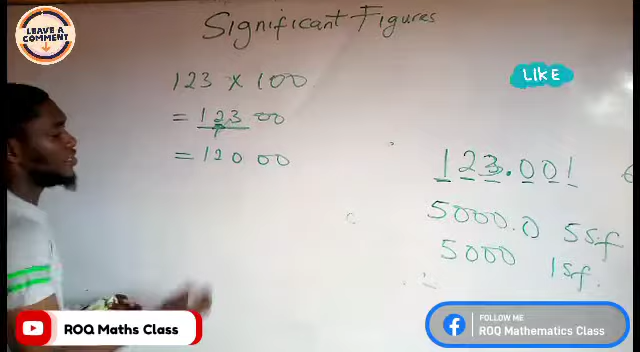 LEAVE A
COMMENT
Significant Figures
LIKE
123 x 100
= 12300
= 12000
123.001
5000.0 5sf
5000 1sf.
ROQ Maths Class
FOLLOW ME
ROQ Mathematics Class